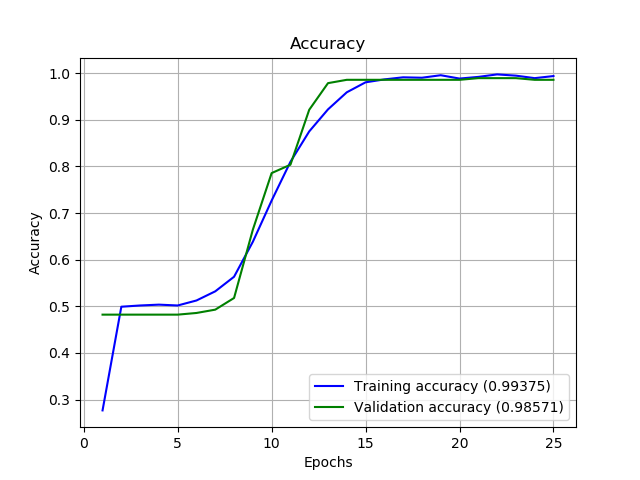 Accuracy
1.0
0.9
0.8
0.7
0.6
0.5
0.4
0.3
Accuracy
Training accuracy (0.99375)
Validation accuracy (0.98571)
0 5 10 15 20 25
Epochs